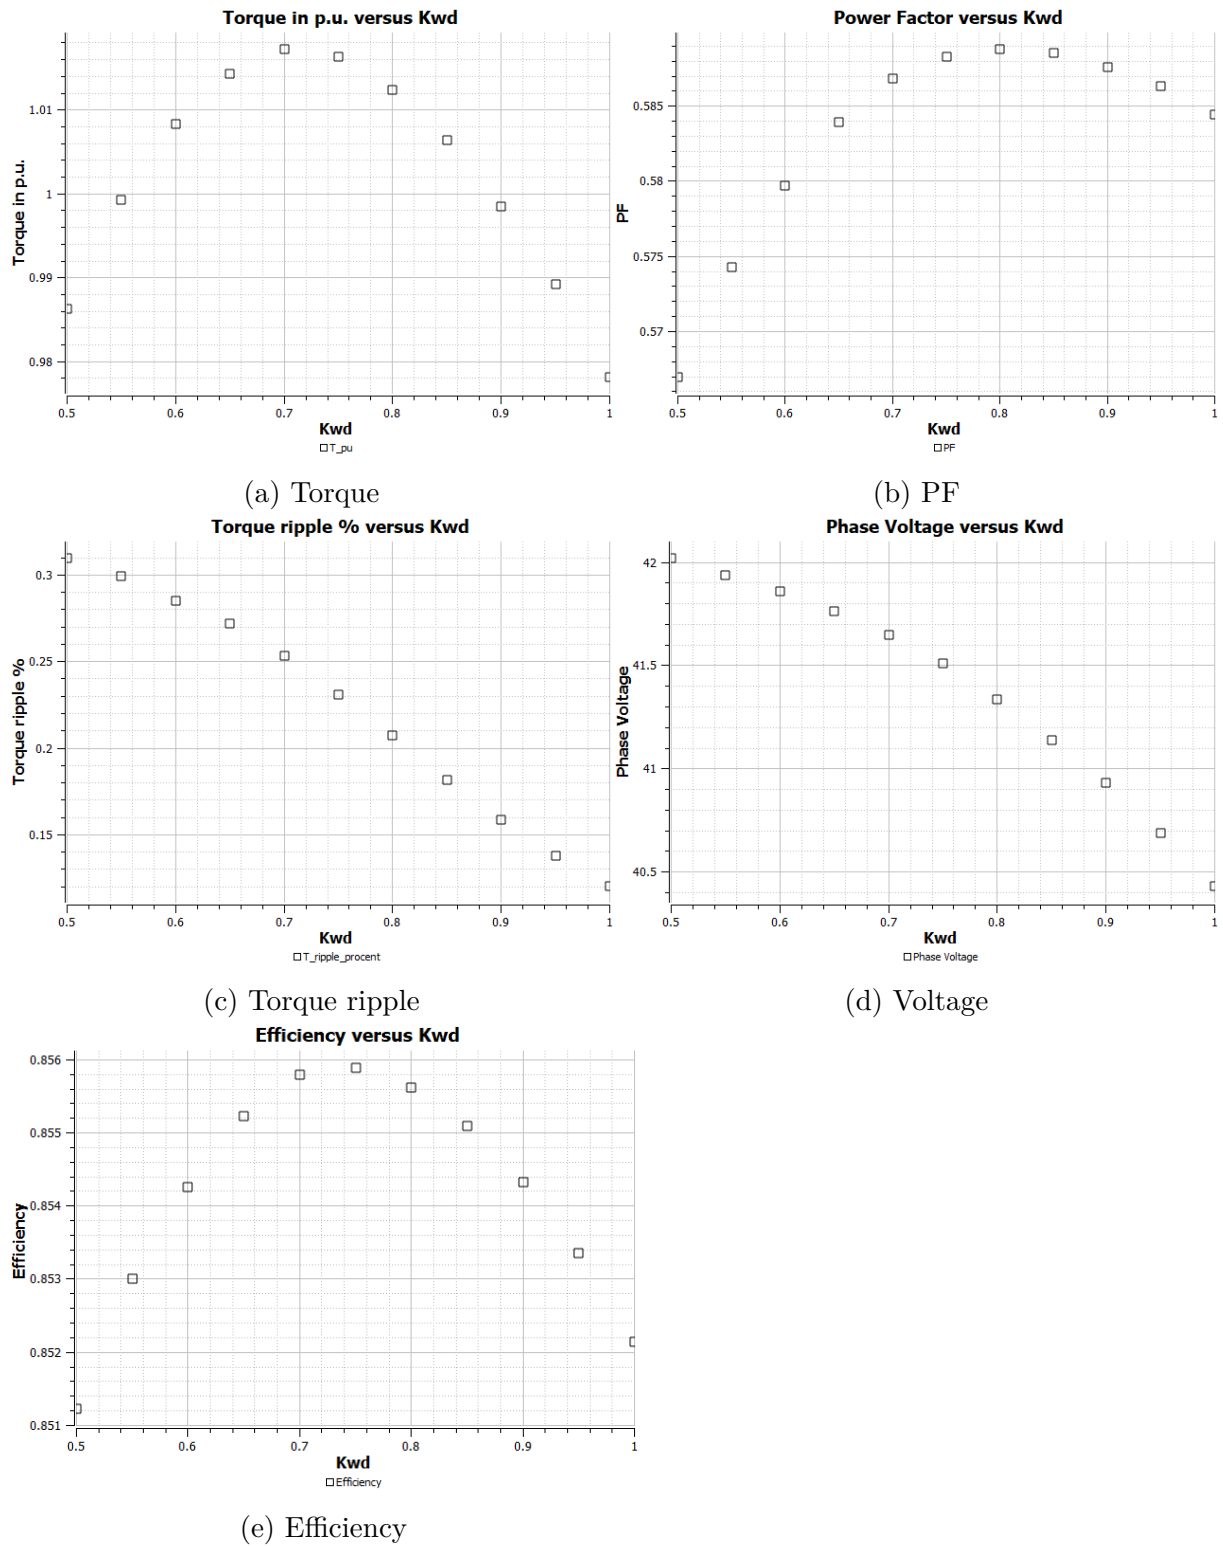 Torque in p.u. versus Kwd
Torque in p.u.
1.01
1
0.99
0.98
0.5 0.6 0.7 0.8 0.9 1
Kwd
T_pu
(a) Torque
Power Factor versus Kwd
PF
0.585
0.58
0.575
0.57
0.5 0.6 0.7 0.8 0.9 1
Kwd
PF
(b) PF
Torque ripple % versus Kwd
Torque ripple %
0.3
0.25
0.2
0.15
0.5 0.6 0.7 0.8 0.9 1
Kwd
T_ripple_procent
(c) Torque ripple
Phase Voltage versus Kwd
Phase Voltage
42
41.5
41
40.5
0.5 0.6 0.7 0.8 0.9 1
Kwd
Phase Voltage
(d) Voltage
Efficiency versus Kwd
Efficiency
0.856
0.855
0.854
0.853
0.852
0.851
0.5 0.6 0.7 0.8 0.9 1
Kwd
Efficiency
(e) Efficiency